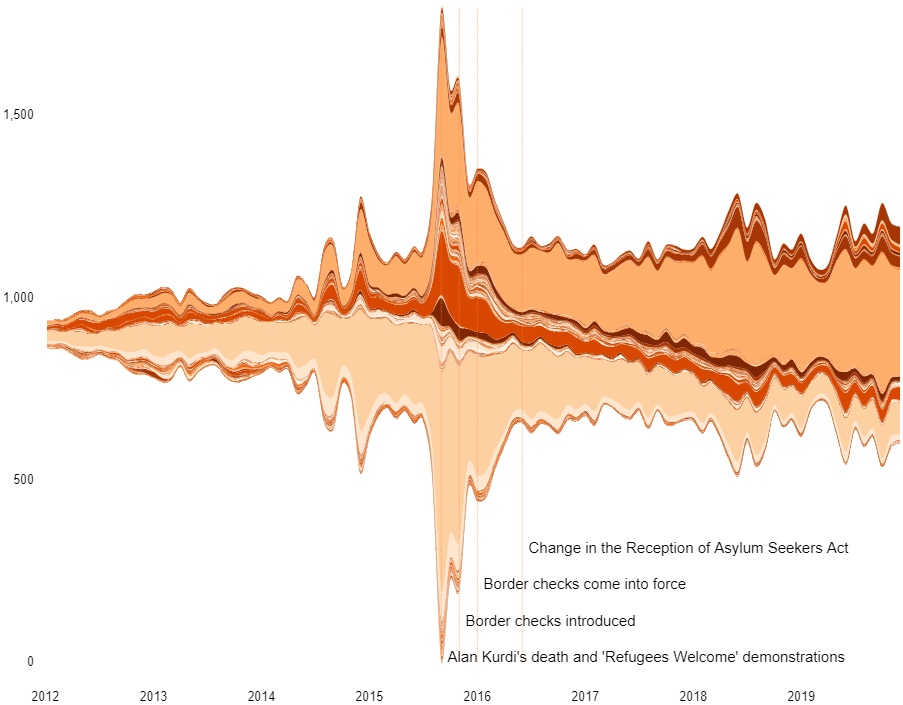 1,500
1,000
500
Change in the Reception of Asylum Seekers Act
Border checks come into force
Border checks introduced
Alan Kurdi's death and 'Refugees Welcome' demonstrations
0
2012 2013 2014 2015 2016 2017 2018 2019